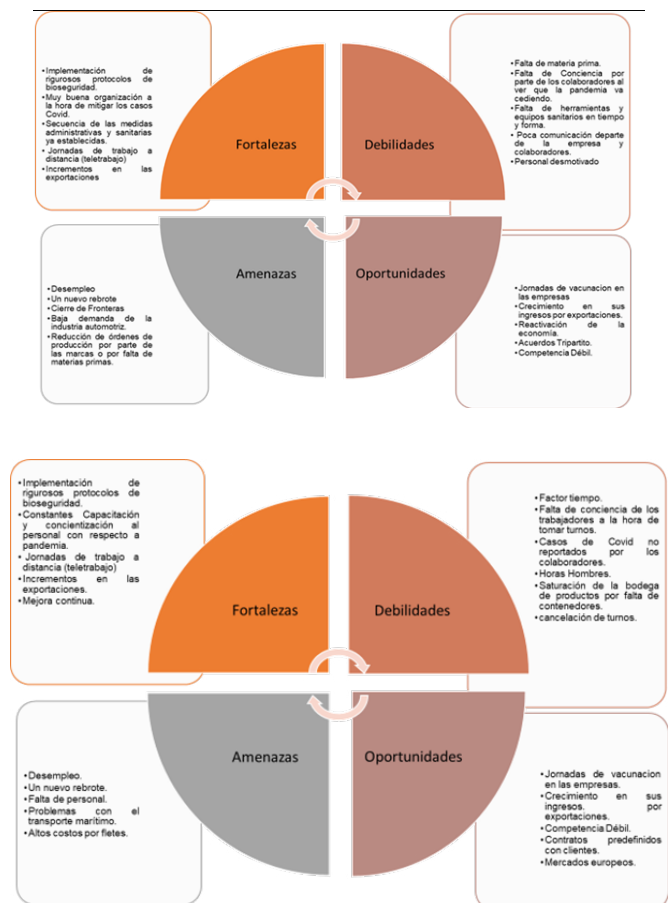 •Implementación de
rigurosos protocolos de
bioseguridad.
•Muy buena organización a
la hora de mitigar los casos
Covid.
•Secuencia de las medidas
administrativas y sanitarias
ya establecidas.
• Jornadas de trabajo a
distancia (teletrabajo)
•Incrementos en las
exportaciones
Fortalezas
Debilidades
•Falta de materia prima.
•Falta de Conciencia por
parte de los colaboradores al
ver que la pandemia va
cediendo.
•Falta de herramientas y
equipos sanitarios en tiempo
y forma.
• Poca comunicación departe
de la empresa y
colaboradores.
•Personal desmotivado
•Desempleo
•Un nuevo rebrote
•Cierre de Fronteras
•Baja demanda de la
industria automotriz.
•Reducción de órdenes de
producción por parte de
las marcas o por falta de
materias primas.
Amenazas
Oportunidades
•Jornadas de vacunacion en
las empresas
•Crecimiento en sus
ingresos por exportaciones.
•Reactivación de la
economía.
•Acuerdos Tripartito.
•Competencia Débil.
•Implementación de
rigurosos protocolos de
bioseguridad.
•Constantes Capacitación
y concientización al
personal con respecto a
pandemia.
• Jornadas de trabajo a
distancia (teletrabajo)
•Incrementos en las
exportaciones.
•Mejora continua.
Fortalezas
Debilidades
•Factor tiempo.
•Falta de conciencia de los
trabajadores a la hora de
tomar turnos.
•Casos de Covid no
reportados por los
colaboradores.
•Horas Hombres.
•Saturación de la bodega
de productos por falta de
contenedores.
•cancelación de turnos.
•Desempleo.
•Un nuevo rebrote.
•Falta de personal.
•Problemas con el
transporte marítimo.
•Altos costos por fletes.
Amenazas
Oportunidades
•Jornadas de vacunacion
en las empresas.
•Crecimiento en sus
ingresos. por
exportaciones.
•Competencia Débil.
•Contratos predefinidos
con clientes.
•Mercados europeos.